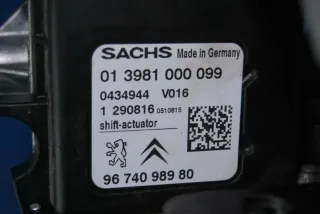 SACHS Made in Germany
01 3981 000 099
0434944 V016
1 290816 0510815
shift-actuator
96 740 989 80